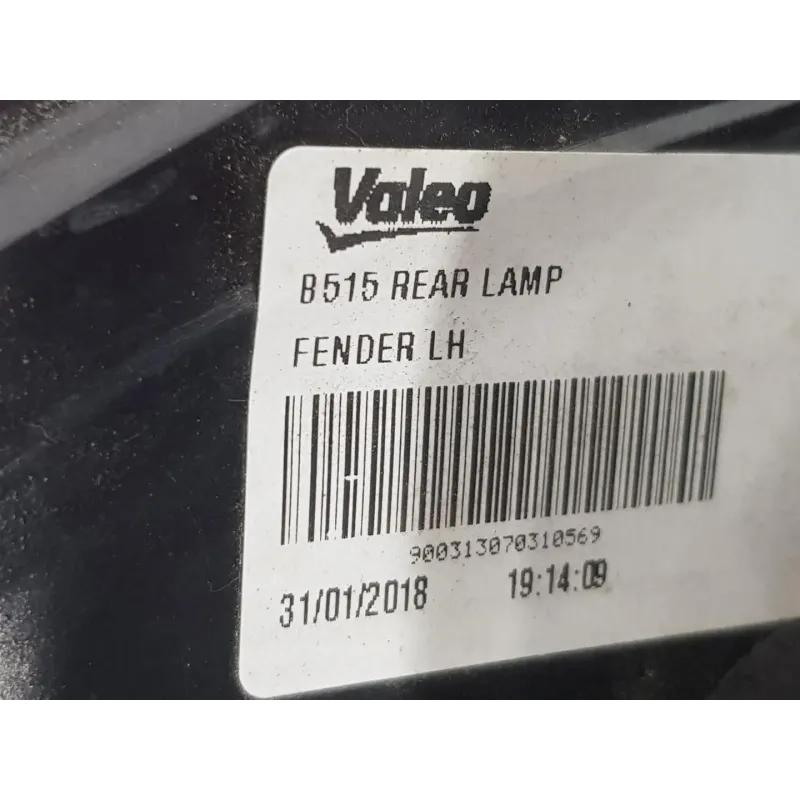 Valeo
B515 REAR LAMP
FENDER LH
900313070310569
31/01/2018 19:14:09